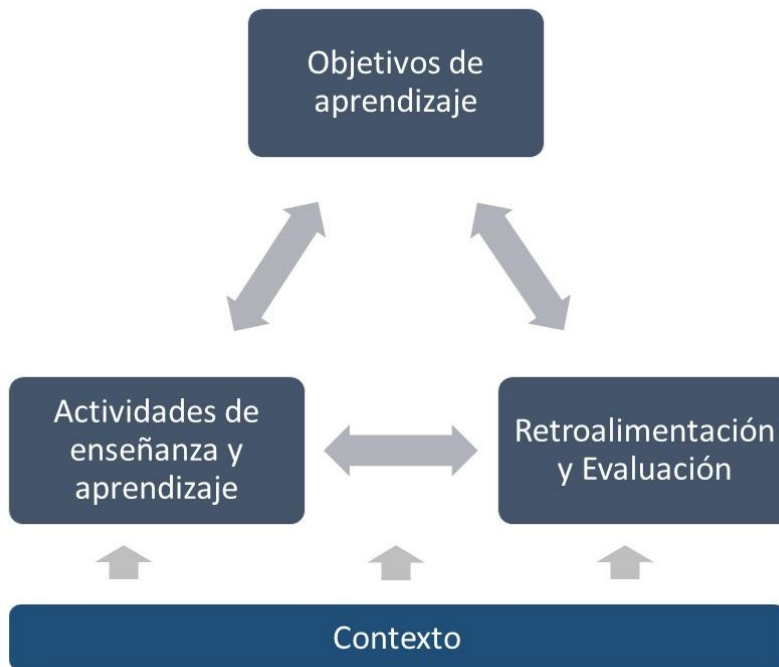 Objetivos de
aprendizaje
Actividades de
enseñanza y
aprendizaje
Retroalimentación
y Evaluación
Contexto